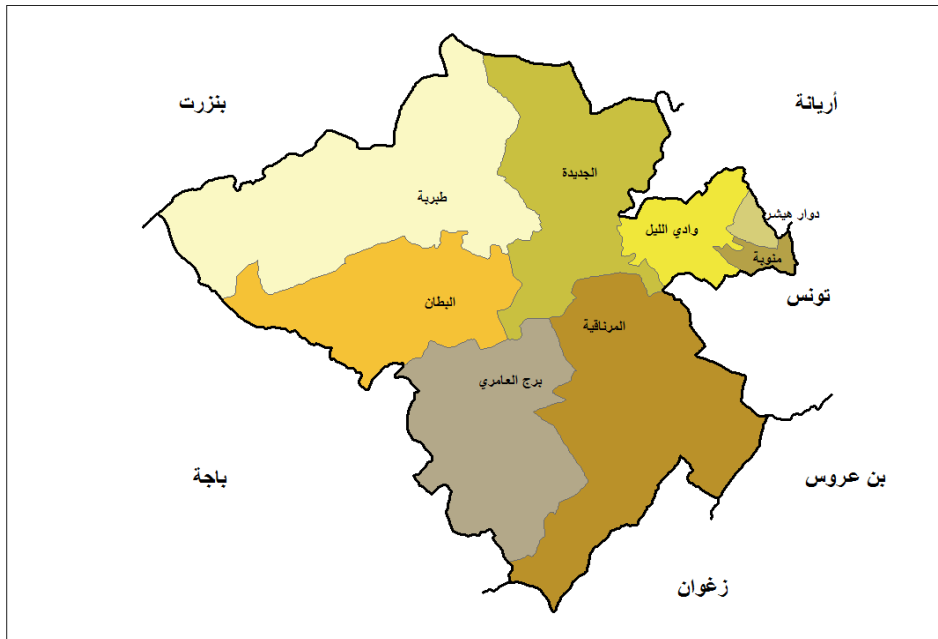 أريانة
بنزرت
الجديدة
طبربة
دوار هيشر
وادي الليل
منوبة
تونس
البطان
المرناقية
برج العامري
بن عروس
باجة
زغوان